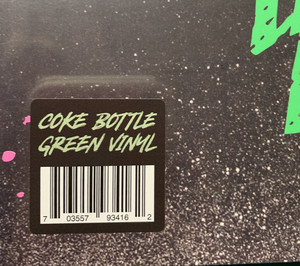 COKE BOTTLE
GREEN VINYL
7 03557 93416 2